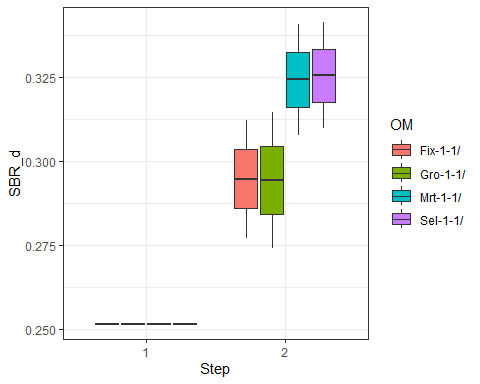 SBR_d
0.325
0.300
0.275
0.250
1
2
Step
OM
Fix-1-1/
Gro-1-1/
Mrt-1-1/
Sel-1-1/